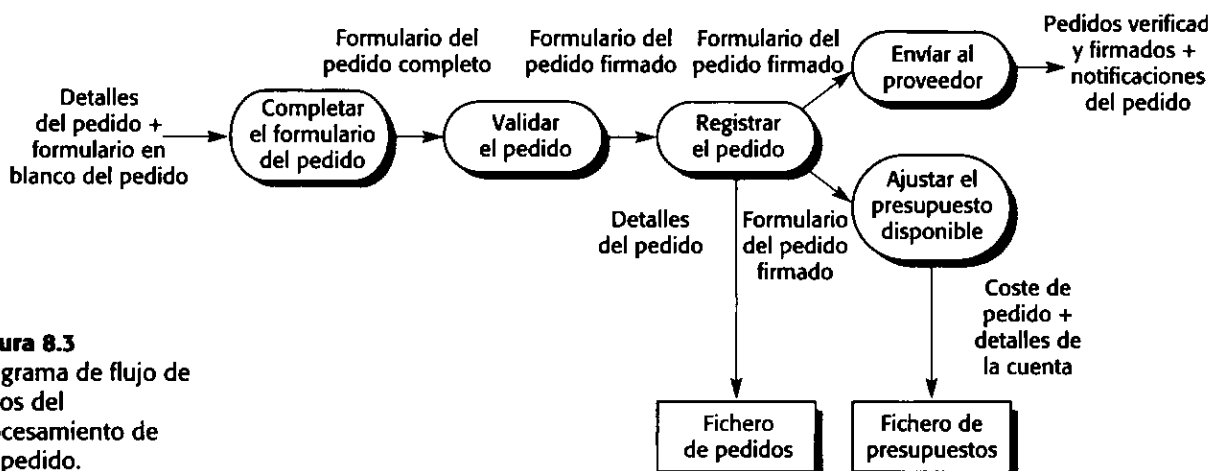 Detalles
del pedido +
formulario en
blanco del pedido
Completar
el formulario
del pedido
Formulario del
pedido completo
Validar
el pedido
Formulario del
pedido firmado
Registrar
el pedido
Formulario del
pedido firmado
Envíar al
proveedor
Pedidos verificad
y firmados +
notificaciones
del pedido
Ajustar el
presupuesto
disponible
Detalles
del pedido
Formulario
del pedido
firmado
Coste de
pedido +
detalles de
la cuenta
Fichero
de pedidos
Fichero de
presupuestos
ura 8.3
grama de flujo de
os del
cesamiento de
pedido.